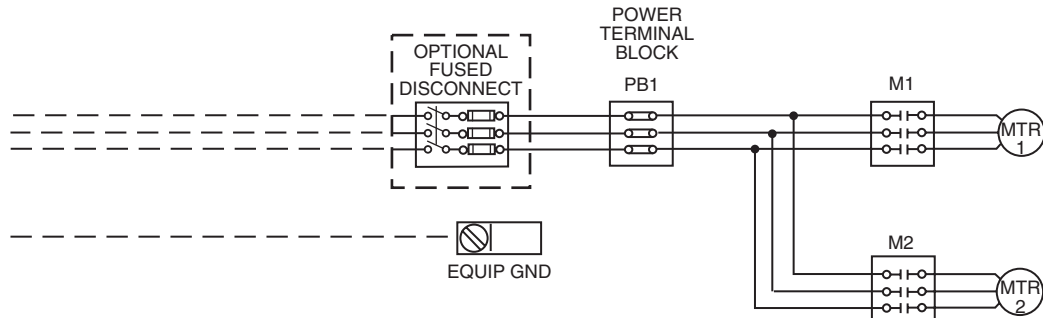 POWER
TERMINAL
BLOCK
OPTIONAL
FUSED
DISCONNECT
PB1
M1
MTR
1
EQUIP GND
M2
MTR
2